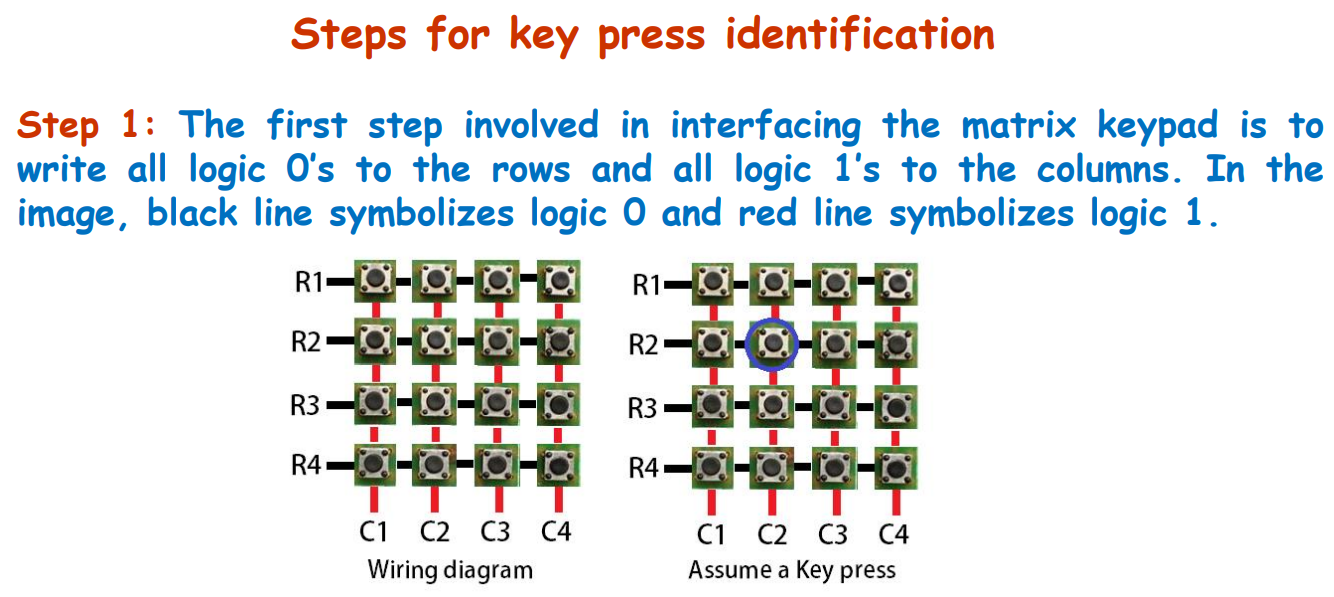 Steps for key press identification
Step 1: The first step involved in interfacing the matrix keypad is to
write all logic 0's to the rows and all logic 1's to the columns. In the
image, black line symbolizes logic 0 and red line symbolizes logic 1.
R1
R2
R3
R4
C1 C2 C3 C4
Wiring diagram
R1
R2
R3
R4
C1 C2 C3 C4
Assume a Key press